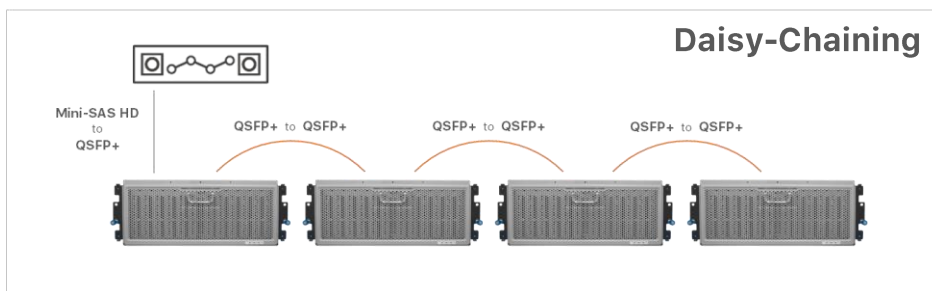 Daisy-Chaining
Mini-SAS HD
to
QSFP+
QSFP+ to QSFP+
QSFP+ to QSFP+
QSFP+ to QSFP+